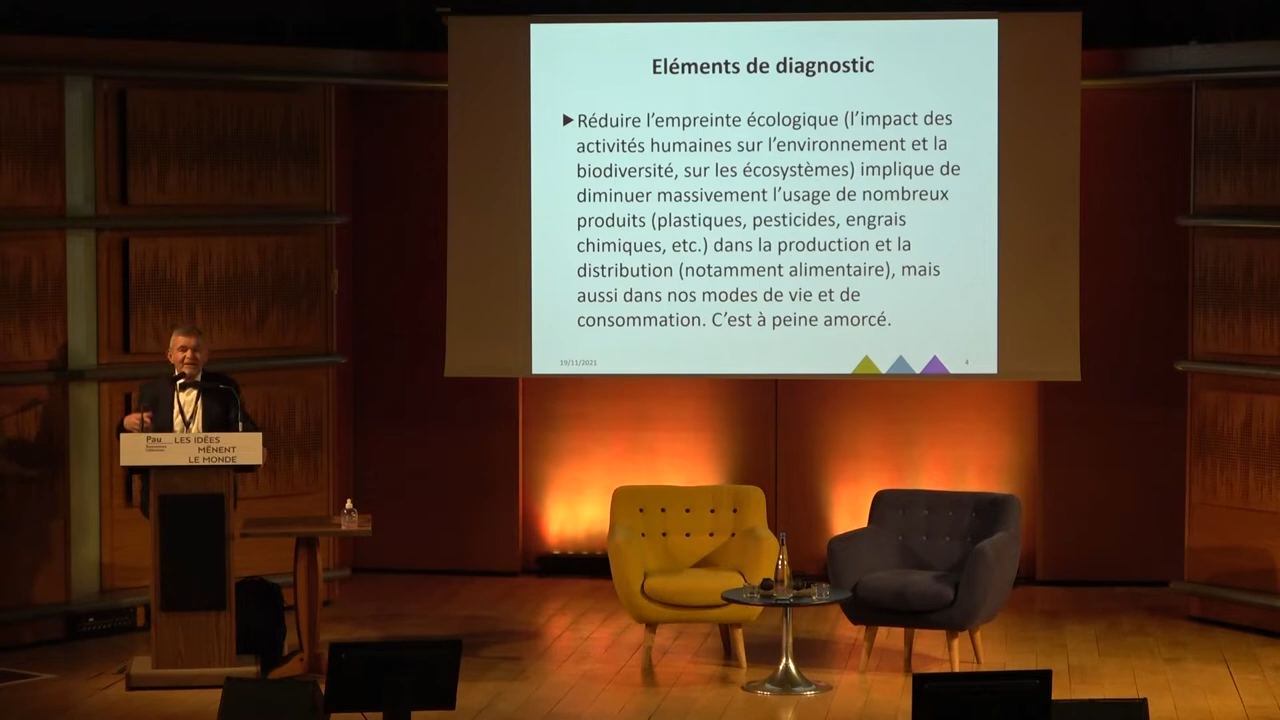 Eléments de diagnostic
Réduire l'empreinte écologique (l'impact des
activités humaines sur l'environnement et la
biodiversité, sur les écosystèmes) implique de
diminuer massivement l'usage de nombreux
produits (plastiques, pesticides, engrais
chimiques, etc.) dans la production et la
distribution (notamment alimentaire), mais
aussi dans nos modes de vie et de
consommation. C'est à peine amorcé.
19/11/2021
4
Pau
LES IDÉES
MÈNENT
LE MONDE